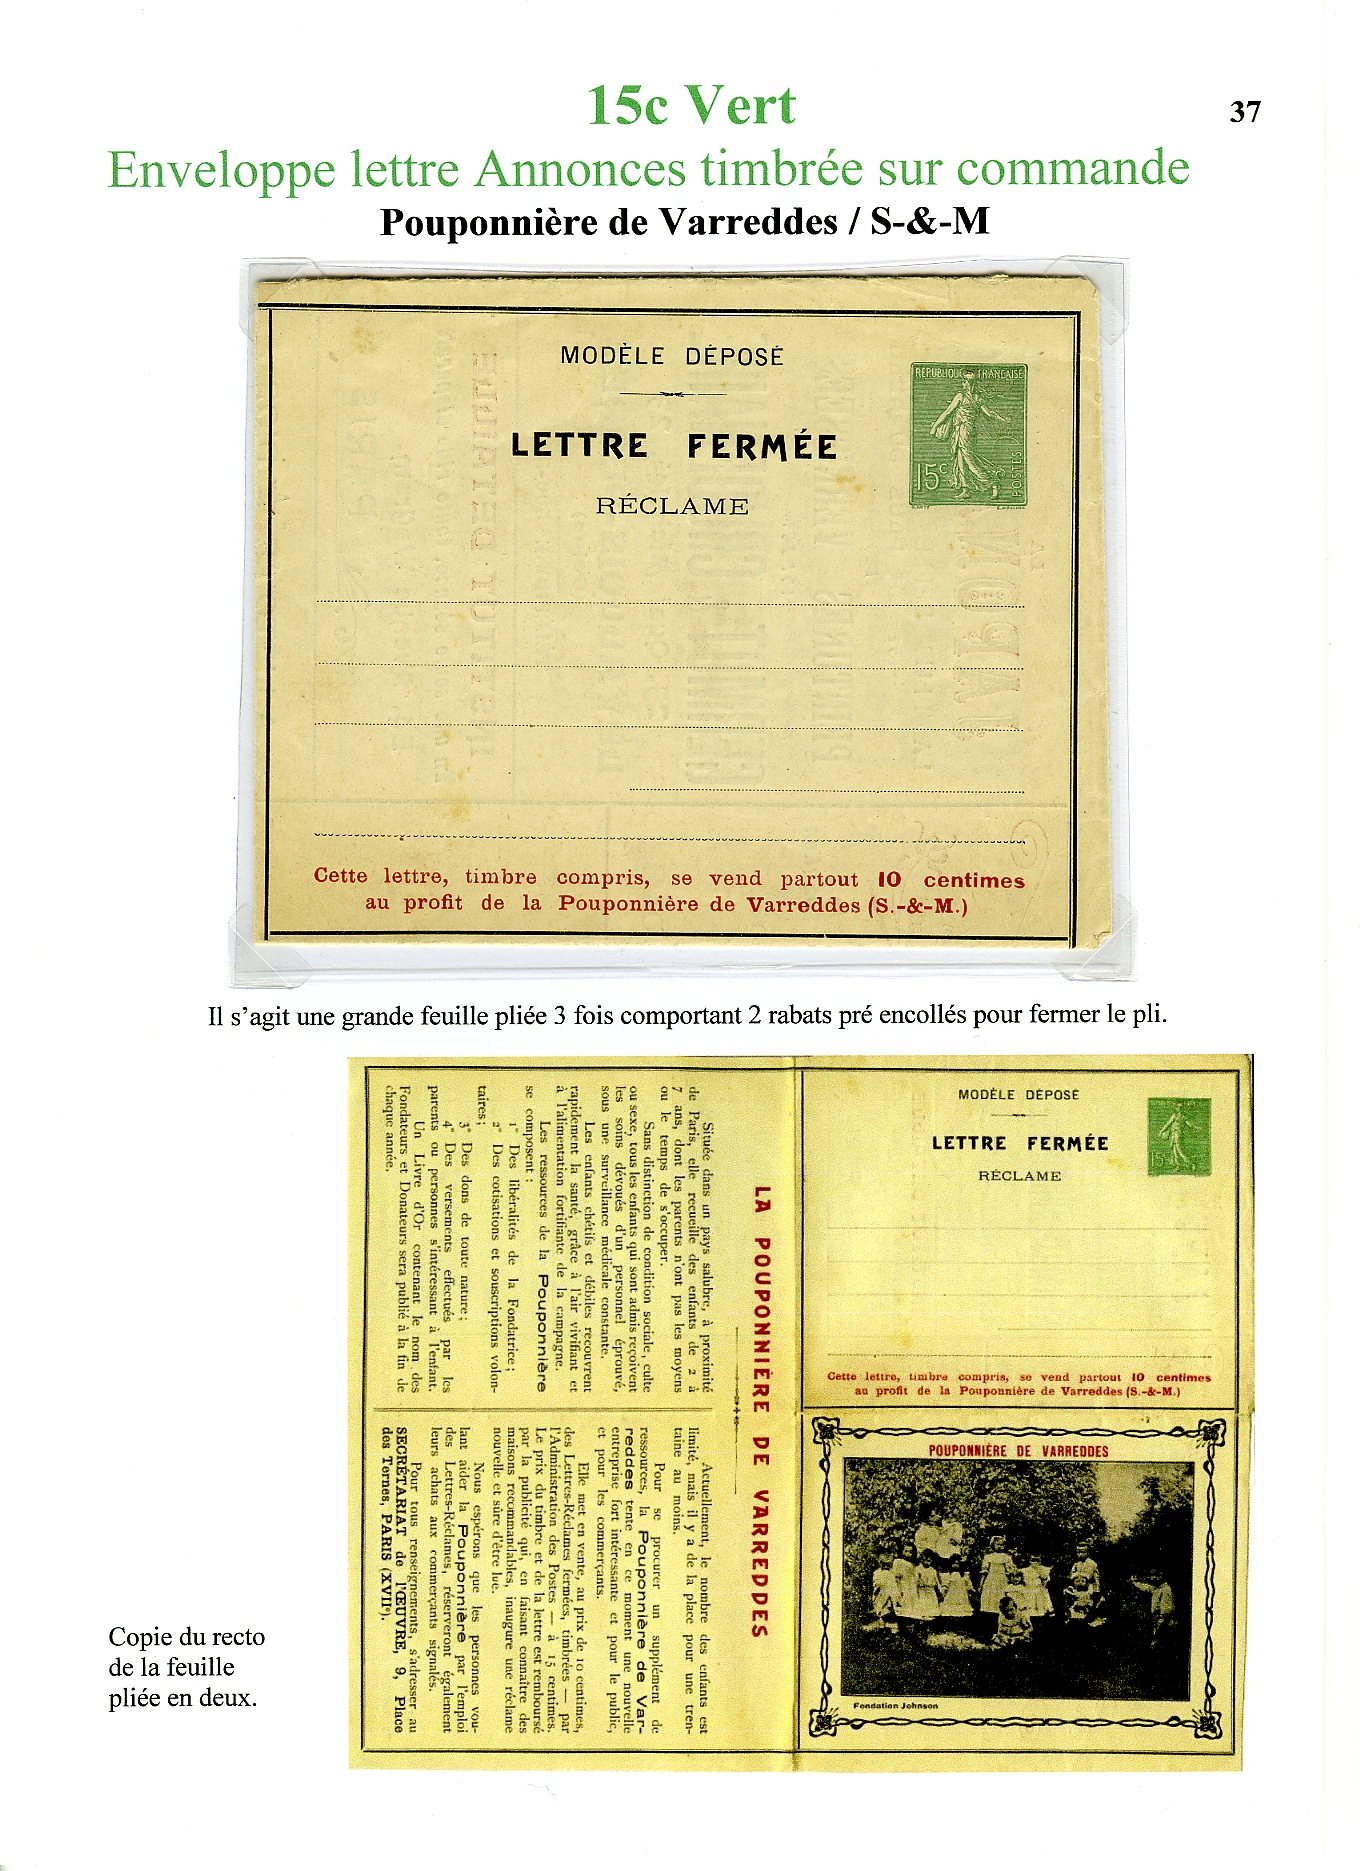 15c Vert
37
Enveloppe lettre Annonces timbrée sur commande
Pouponnière de Varreddes / S-&-M
MODÈLE DÉPOSÉ
LETTRE FERMÉE
RÉCLAME
REPUBLIQUE FRANÇAISE
15c
POSTES
Cette lettre, timbre compris, se vend partout 10 centimes
au profit de la Pouponnière de Varreddes (S.-&-M.)
Il s’agit une grande feuille pliée 3 fois comportant 2 rabats pré encollés pour fermer le pli.
MODÈLE DÉPOSÉ
LETTRE FERMÉE
RÉCLAME
15c
Cette lettre, timbre compris, se vend partout 10 centimes
au profit de la Pouponnière de Varreddes (S.-&-M.)
POUPONNIÈRE DE VARREDDES
Fondation Johnson
LA POUPONNIÈRE DE VARREDDES
Située dans un pays salubre, à proximité
de Paris, elle recueille des enfants de 2 à
7 ans, dont les parents n'ont pas les moyens
ou le temps de s'occuper.
Sans distinction de condition sociale, culte
ou sexe, tous les enfants qui sont admis reçoivent
les soins dévoués d'un personnel éprouvé,
sous une surveillance médicale constante.
Les enfants chétifs et débiles recouvrent
rapidement la santé, grâce à l'air vivifiant et
à l'alimentation fortifiante de la campagne.
Les ressources de la Pouponnière
se composent :
1° Des libéralités de la Fondatrice ;
2° Des cotisations et souscriptions volon-
taires ;
3° Des dons de toute nature ;
4° Des versements effectués par les
parents ou personnes s'intéressant à l'enfant.
Un Livre d'Or contenant le nom des
Fondateurs et Donateurs sera publié à la fin de
chaque année.
Actuellement, le nombre des enfants est
limité, mais il y a de la place pour une tren-
taine au moins.
Pour se procurer un supplément de
ressources, la Pouponnière de Var-
reddes tente en ce moment une nouvelle
entreprise fort intéressante et pour le public,
et pour les commerçants.
Elle met en vente, au prix de 10 centimes,
des Lettres-Réclames fermées, timbrées — par
l'Administration des Postes — à 15 centimes.
Le prix du timbre et de la lettre est remboursé
par la publicité qui, en faisant connaître des
maisons recommandables, inaugure une réclame
nouvelle et sûre d'être lue.
Nous espérons que les personnes vou-
lant aider la Pouponnière par l'emploi
des Lettres-Réclames, réserveront également
leurs achats aux commerçants signalés.
Pour tous renseignements, s'adresser au
SECRÉTARIAT de l'ŒUVRE, 9, Place
des Ternes, PARIS (XVIIe).
Copie du recto
de la feuille
pliée en deux.